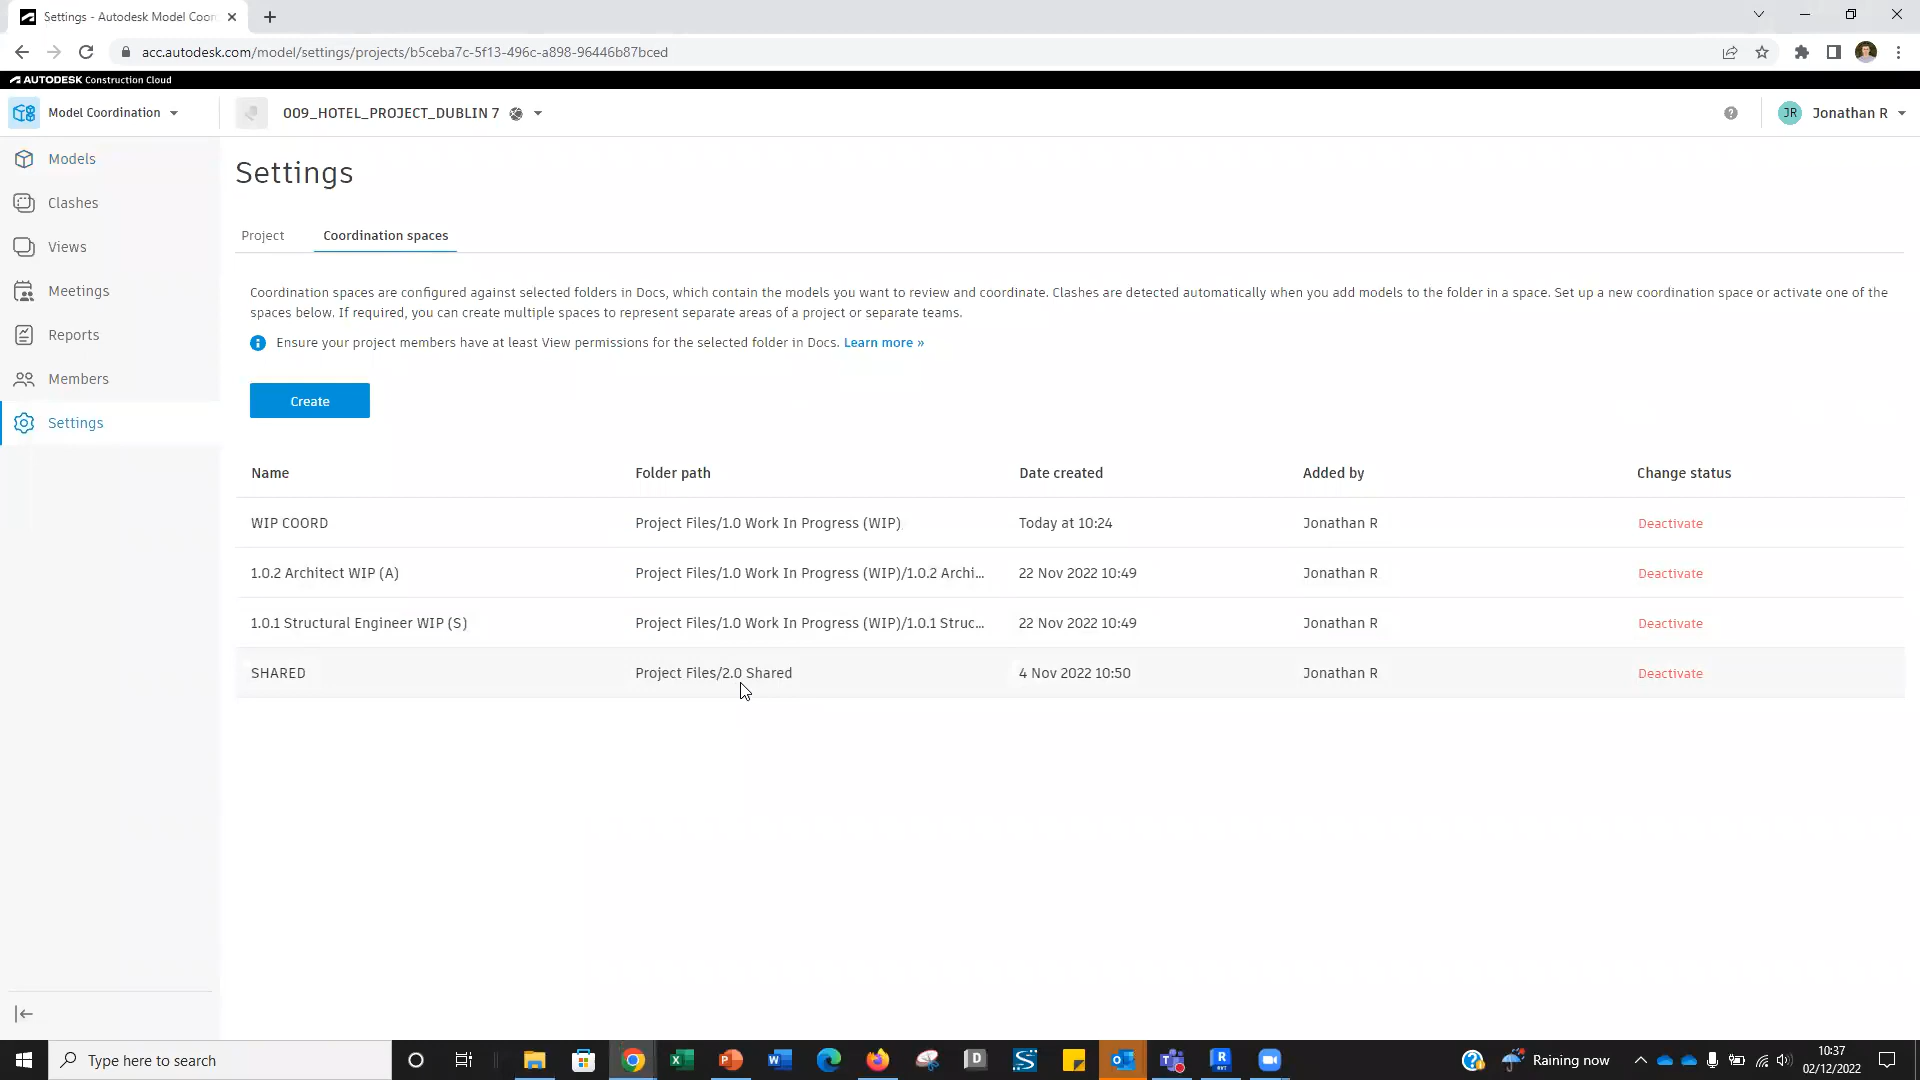 Settings - Autodesk Model Coor
acc.autodesk.com/model/settings/projects/b5ceba7c-5f13-496c-a898-96446b87bced
AUTODESK Construction Cloud
Model Coordination
009_HOTEL_PROJECT_DUBLIN 7
JR
Jonathan R
Models
Clashes
Views
Meetings
Reports
Members
Settings
Settings
Project
Coordination spaces
Coordination spaces are configured against selected folders in Docs, which contain the models you want to review and coordinate. Clashes are detected automatically when you add models to the folder in a space. Set up a new coordination space or activate one of the
spaces below. If required, you can create multiple spaces to represent separate areas of a project or separate teams.
Ensure your project members have at least View permissions for the selected folder in Docs. Learn more »
Create
Name Folder path Date created Added by Change status
WIP COORD Project Files/1.0 Work In Progress (WIP) Today at 10:24 Jonathan R Deactivate
1.0.2 Architect WIP (A) Project Files/1.0 Work In Progress (WIP)/1.0.2 Archi... 22 Nov 2022 10:49 Jonathan R Deactivate
1.0.1 Structural Engineer WIP (S) Project Files/1.0 Work In Progress (WIP)/1.0.1 Struc... 22 Nov 2022 10:49 Jonathan R Deactivate
SHARED Project Files/2.0 Shared 4 Nov 2022 10:50 Jonathan R Deactivate
Type here to search
Raining now
10:37
02/12/2022